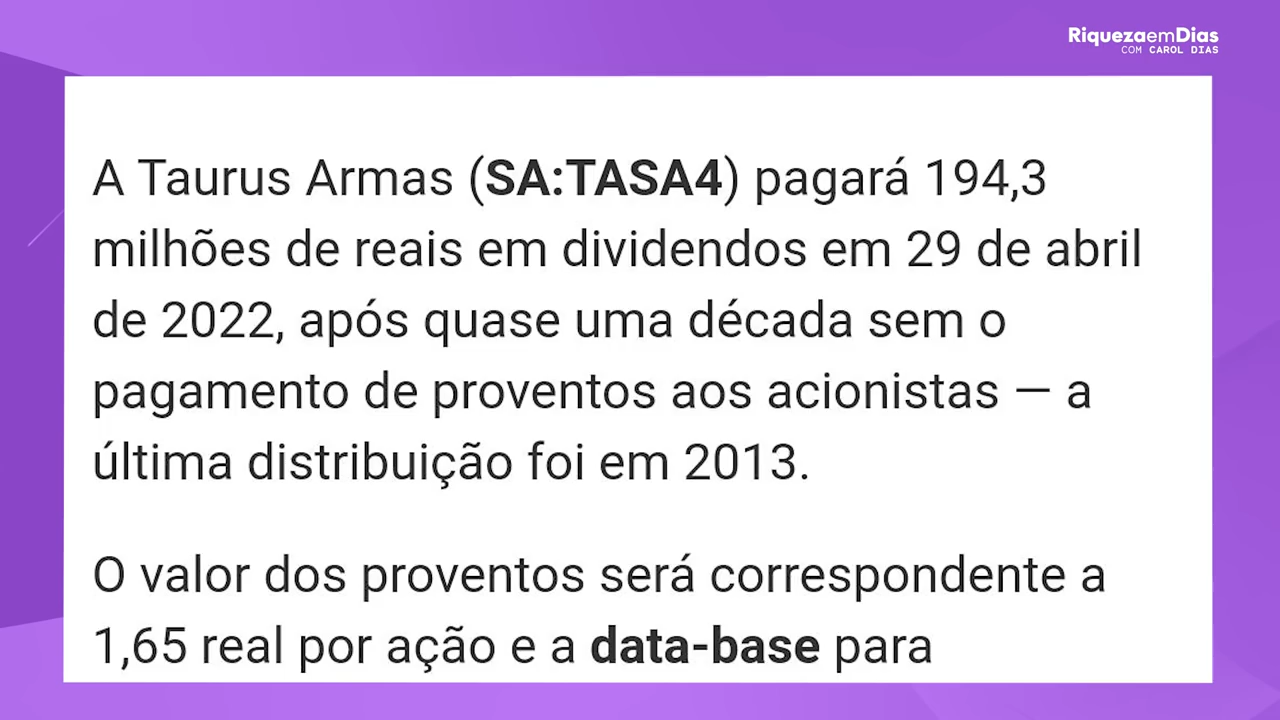 RiquezaemDias
COM CAROL DIAS
A Taurus Armas (SA:TASA4) pagará 194,3
milhões de reais em dividendos em 29 de abril
de 2022, após quase uma década sem o
pagamento de proventos aos acionistas — a
última distribuição foi em 2013.
O valor dos proventos será correspondente a
1,65 real por ação e a data-base para